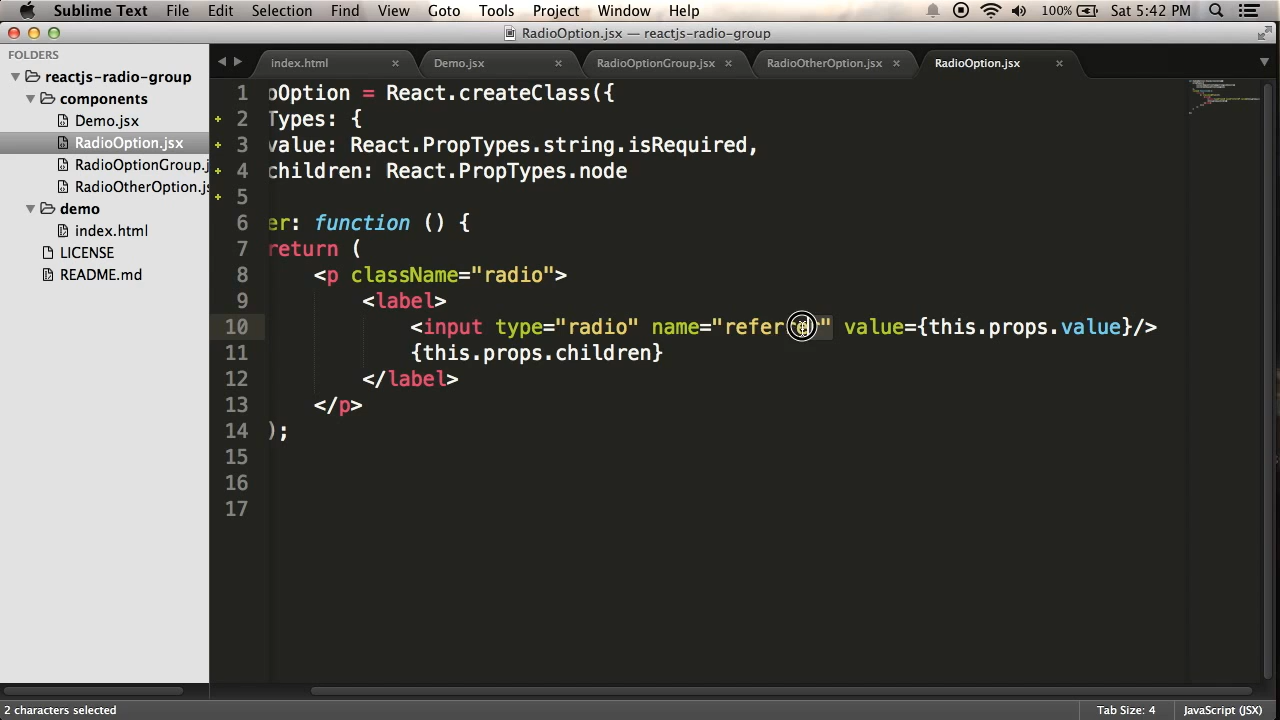 Sublime Text File Edit Selection Find View Goto Tools Project Window Help 100% Sat 5:42 PM
RadioOption.jsx — reactjs-radio-group
FOLDERS
reactjs-radio-group
components
Demo.jsx
RadioOption.jsx
RadioOptionGroup.j
RadioOtherOption.js
demo
index.html
LICENSE
README.md
index.html Demo.jsx RadioOptionGroup.jsx RadioOtherOption.jsx RadioOption.jsx
1 oOption = React.createClass({
2 Types: {
3 value: React.PropTypes.string.isRequired,
4 children: React.PropTypes.node
5
6 er: function () {
7 return (
8 <p className="radio">
9 <label>
10 <input type="radio" name="referrer" value={this.props.value}/>
11 {this.props.children}
12 </label>
13 </p>
14 );
15
16
17
2 characters selected Tab Size: 4 JavaScript (JSX)